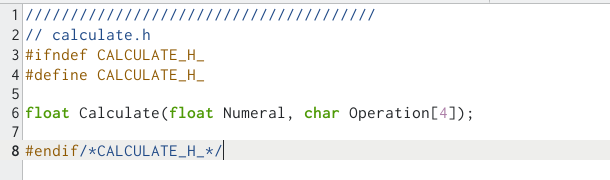 1 ///////////////////////////////////////
2 // calculate.h
3 #ifndef CALCULATE_H_
4 #define CALCULATE_H_
5
6 float Calculate(float Numeral, char Operation[4]);
7
8 #endif/*CALCULATE_H_*/